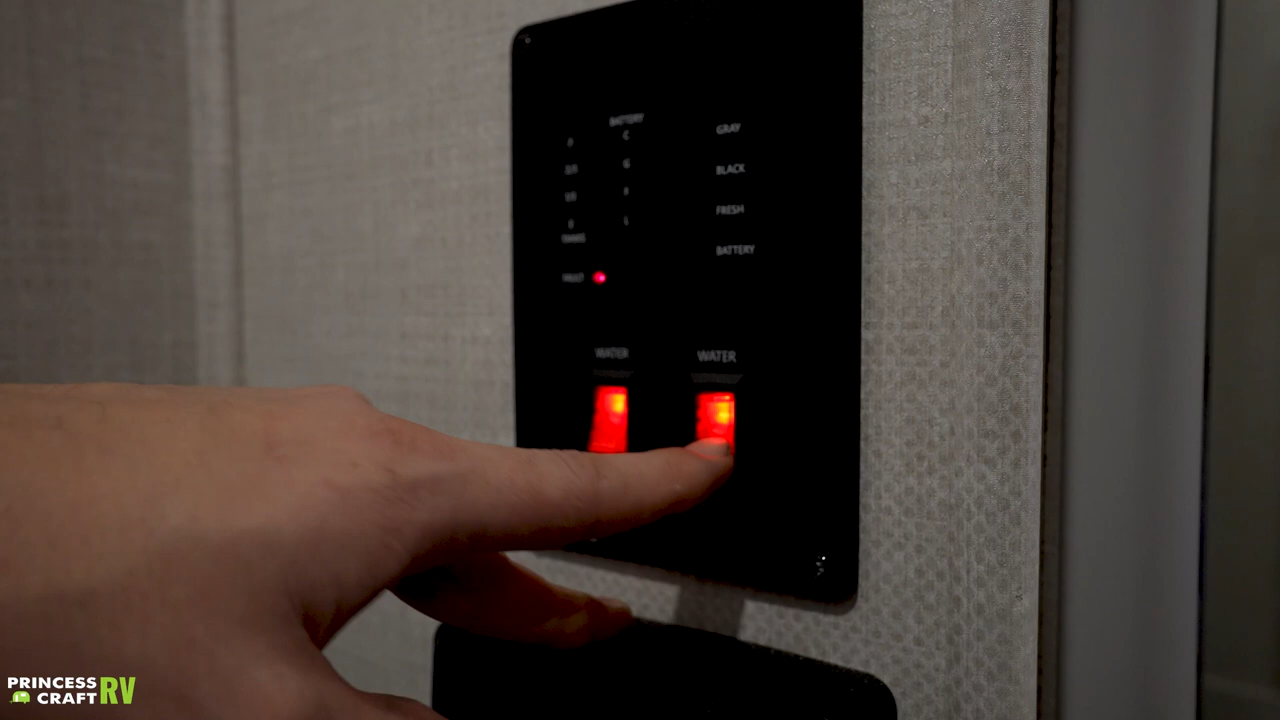 BATTERY
C
G
F
L
GRAY
BLACK
FRESH
BATTERY
WATER
WATER
PRINCESS
CRAFT RV